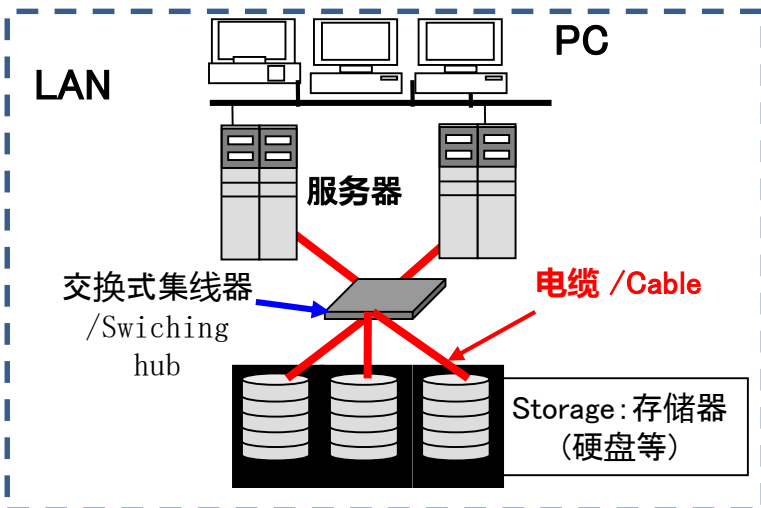 PC
LAN
服务器
交换式集线器
/Swiching
hub
电缆 /Cable
Storage:存储器
(硬盘等)